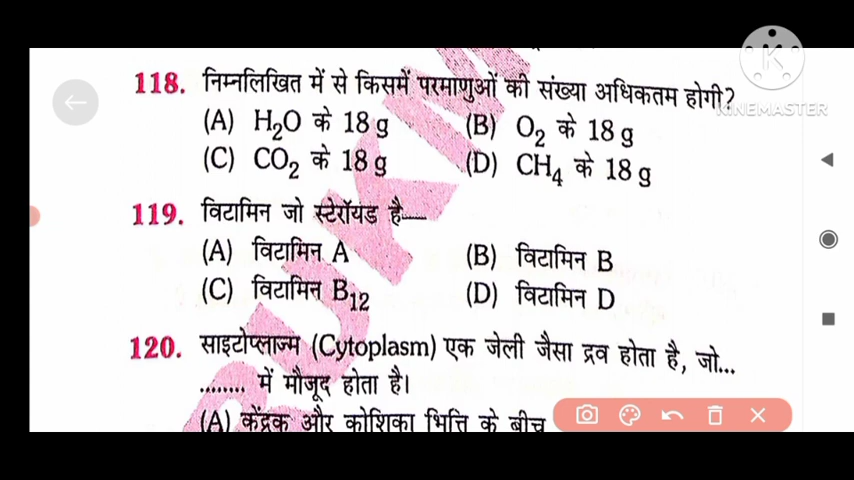 KINEMASTER
118. निम्नलिखित में से किसमें परमाणुओं की संख्या अधिकतम होगी?
(A) H₂O के 18 g (B) O₂ के 18 g
(C) CO₂ के 18 g (D) CH₄ के 18 g
119. विटामिन जो स्टेरॉयड है—
(A) विटामिन A (B) विटामिन B
(C) विटामिन B₁₂ (D) विटामिन D
120. साइटोप्लाज्म (Cytoplasm) एक जेली जैसा द्रव होता है, जो...
........ में मौजूद होता है।
(A) केंद्रक और कोशिका भित्ति के बीच